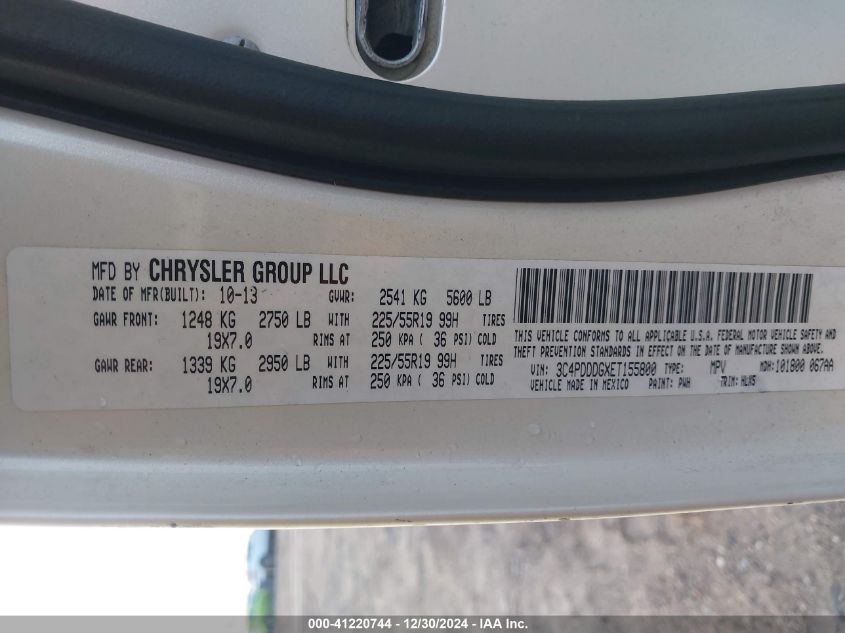 MFD BY CHRYSLER GROUP LLC
DATE OF MFR(BUILT): 10-13 GVWR: 2541 KG 5600 LB
GAWR FRONT: 1248 KG 2750 LB WITH 225/55R19 99H TIRES
19X7.0 RIMS AT 250 KPA ( 36 PSI) COLD
GAWR REAR: 1339 KG 2950 LB WITH 225/55R19 99H TIRES
19X7.0 RIMS AT 250 KPA ( 36 PSI) COLD
THIS VEHICLE CONFORMS TO ALL APPLICABLE U.S.A. FEDERAL MOTOR VEHICLE SAFETY AND
THEFT PREVENTION STANDARDS IN EFFECT ON THE DATE OF MANUFACTURE SHOWN ABOVE.
VIN: 3C4PDDDGXET155800 TYPE: MPV MDH:101800 067AA
VEHICLE MADE IN MEXICO PAINT: PWH TRIM:
000-41220744 - 12/30/2024 - IAA Inc.